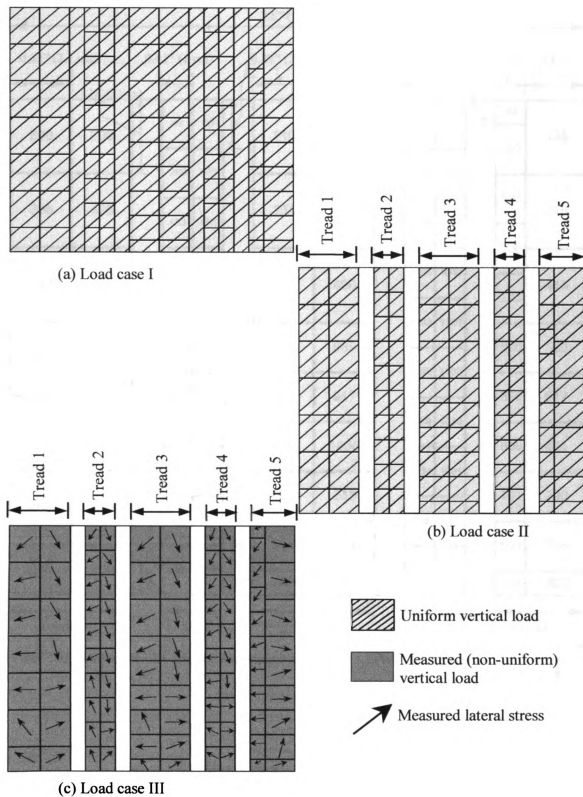 (a) Load case I
Tread 1
Tread 2
Tread 3
Tread 4
Tread 5
(b) Load case II
Tread 1
Tread 2
Tread 3
Tread 4
Tread 5
(c) Load case III
Uniform vertical load
Measured (non-uniform)
vertical load
Measured lateral stress